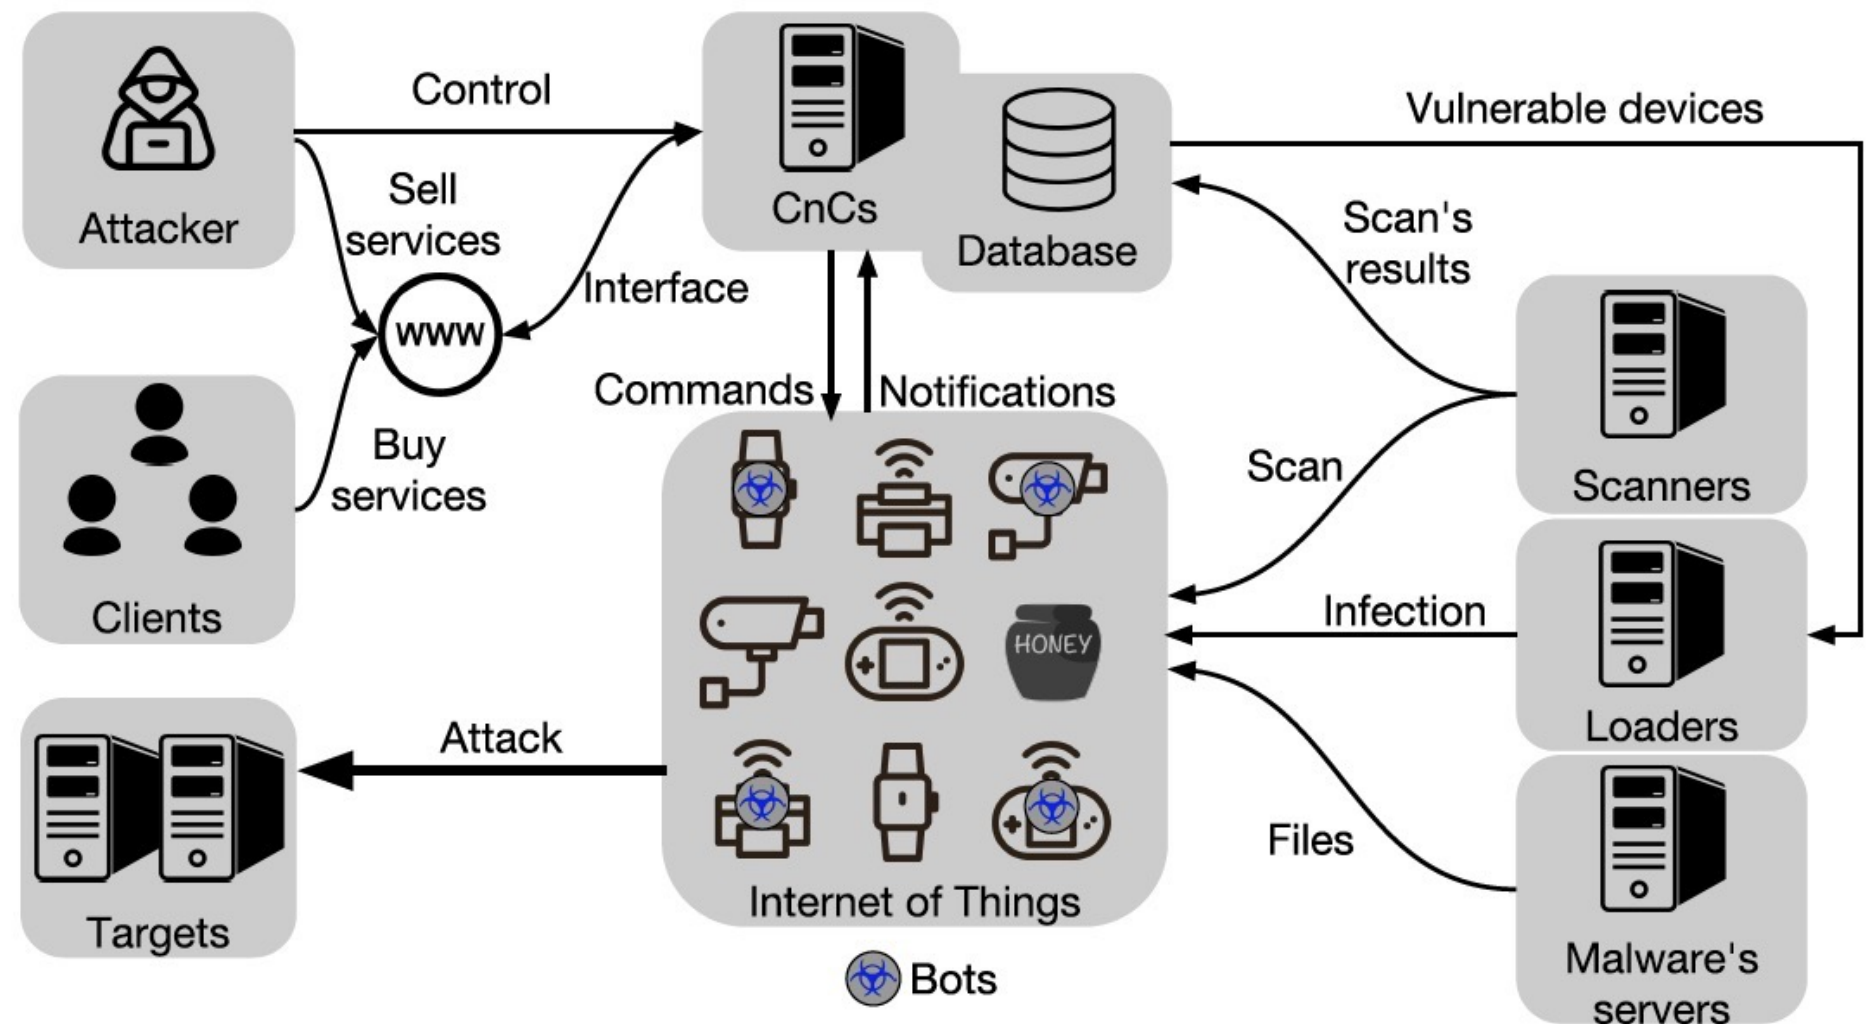 Control
Attacker
Sell
services
www
Interface
CnCs
Database
Vulnerable devices
Scan's
results
Scanners
Commands
Notifications
Clients
Buy
services
Scan
Infection
HONEY
Loaders
Attack
Targets
Files
Internet of Things
Malware's
servers
Bots